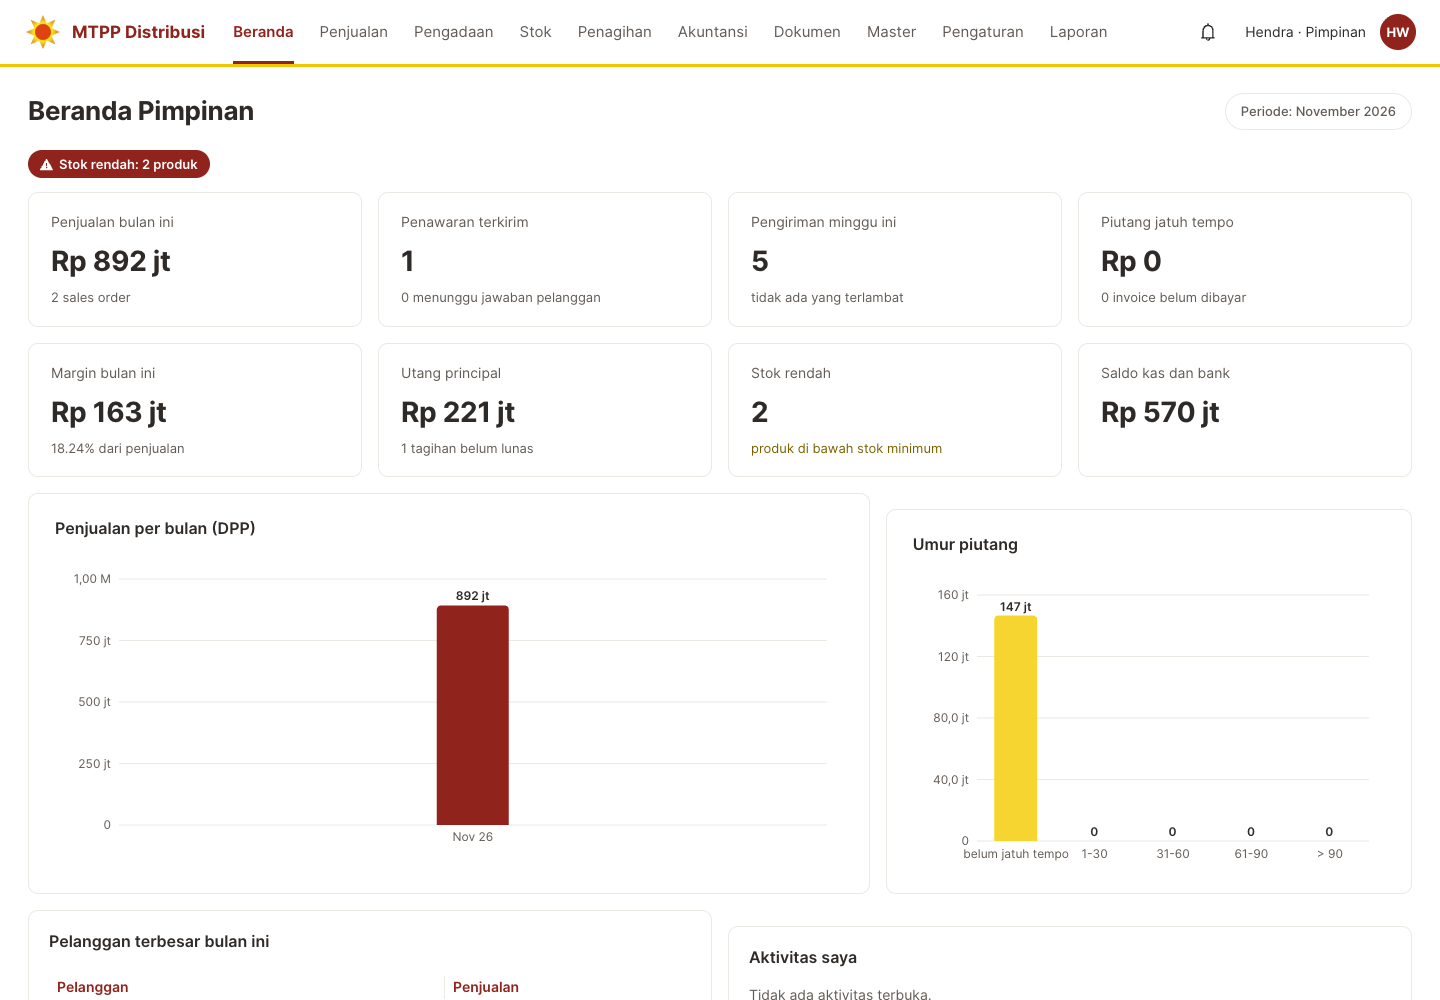 MTPP Distribusi
Beranda
Penjualan
Pengadaan
Stok
Penagihan
Akuntansi
Dokumen
Master
Pengaturan
Laporan
Hendra · Pimpinan
HW
Beranda Pimpinan
Periode: November 2026
Stok rendah: 2 produk
Penjualan bulan ini
Rp 892 jt
2 sales order
Penawaran terkirim
1
0 menunggu jawaban pelanggan
Pengiriman minggu ini
5
tidak ada yang terlambat
Piutang jatuh tempo
Rp 0
0 invoice belum dibayar
Margin bulan ini
Rp 163 jt
18.24% dari penjualan
Utang principal
Rp 221 jt
1 tagihan belum lunas
Stok rendah
2
produk di bawah stok minimum
Saldo kas dan bank
Rp 570 jt
Penjualan per bulan (DPP)
1,00 M
750 jt
500 jt
250 jt
0
892 jt
Nov 26
Umur piutang
160 jt
120 jt
80,0 jt
40,0 jt
0
147 jt
0
0
0
0
belum jatuh tempo
1-30
31-60
61-90
> 90
Pelanggan terbesar bulan ini
Pelanggan
Penjualan
Aktivitas saya
Tidak ada aktivitas terbuka.